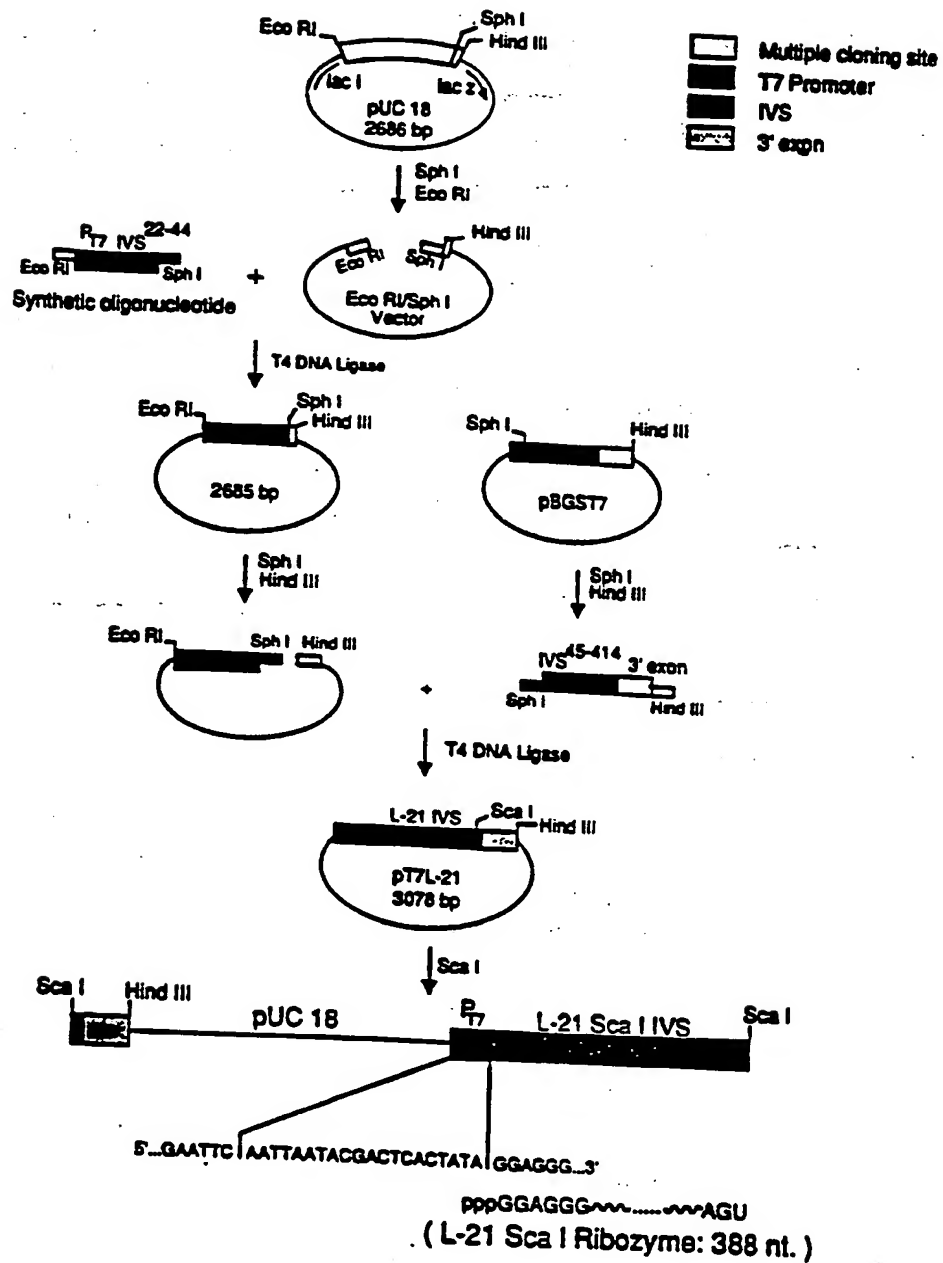 Eco RI
Sph I
Hind III
lac I
lac z
pUC 18
2686 bp
Multiple cloning site
T7 Promoter
IVS
3' exon
Sph I
Eco RI
PT7 IVS 22-44
Eco RI
Sph I
Synthetic oligonucleotide
+
Eco RI
Sph I
Hind III
Eco RI/Sph I
Vector
T4 DNA Ligase
Eco RI
Sph I
Hind III
2685 bp
Sph I
Hind III
pBGST7
Sph I
Hind III
Sph I
Hind III
Eco RI
Sph I
Hind III
+
IVS 45-414 3' exon
Sph I
Hind III
T4 DNA Ligase
L-21 IVS
Sca I
Hind III
pT7L-21
3078 bp
Sca I
Sca I
Hind III
pUC 18
PT7
L-21 Sca I IVS
Sca I
5'...GAATTC AATTAATACGACTCACTATA GGAGGG...3'
pppGGAGGG~~~......~~~AGU
( L-21 Sca I Ribozyme: 388 nt. )